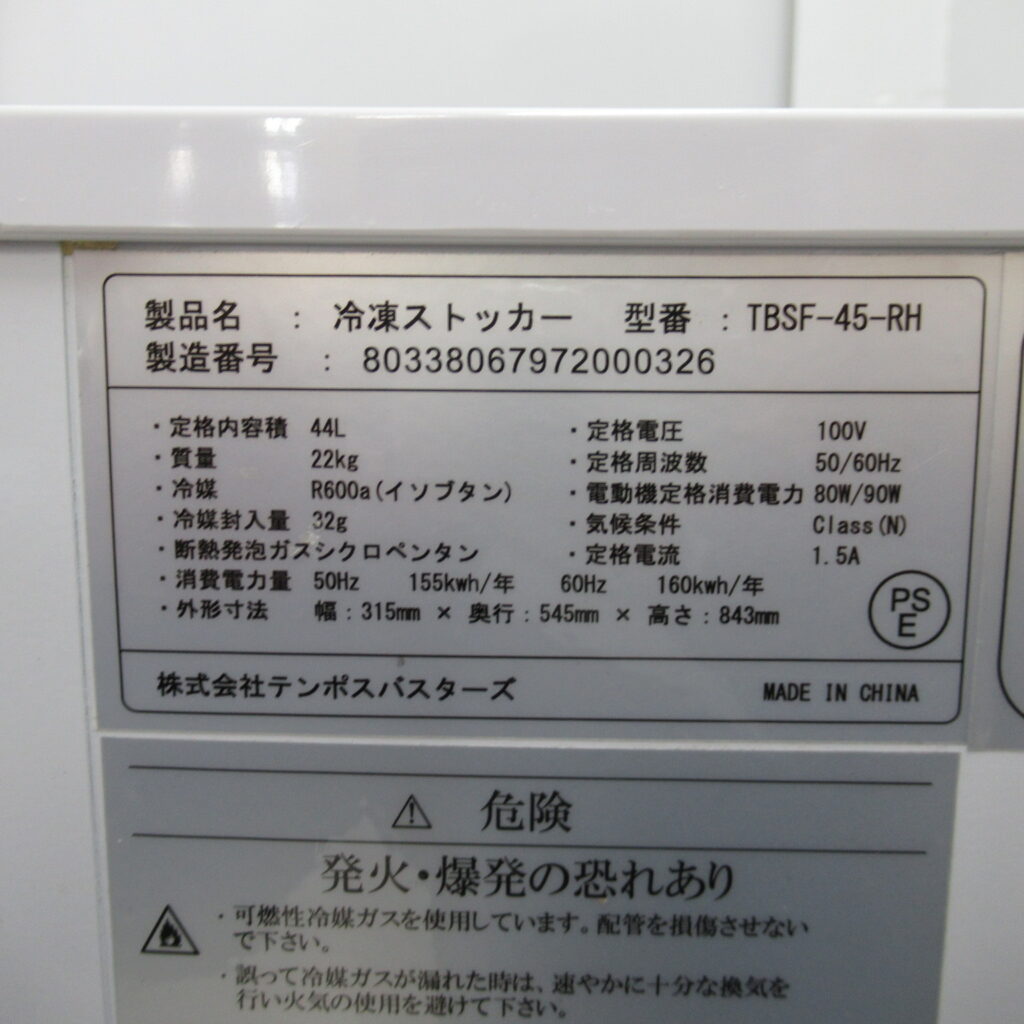 製品名 : 冷凍ストッカー 型番 : TBSF-45-RH
製造番号 : 80338067972000326
・定格内容積 44L ・定格電圧 100V
・質量 22kg ・定格周波数 50/60Hz
・冷媒 R600a(イソブタン) ・電動機定格消費電力 80W/90W
・冷媒封入量 32g ・気候条件 Class(N)
・断熱発泡ガスシクロペンタン ・定格電流 1.5A
・消費電力量 50Hz 155kwh/年 60Hz 160kwh/年
・外形寸法 幅:315mm × 奥行:545mm × 高さ:843mm
PS
E
株式会社テンポスバスターズ MADE IN CHINA
⚠ 危険
発火・爆発の恐れあり
・可燃性冷媒ガスを使用しています。配管を損傷させない
で下さい。
・誤って冷媒ガスが漏れた時は、速やかに十分な換気を
行い火気の使用を避けて下さい。